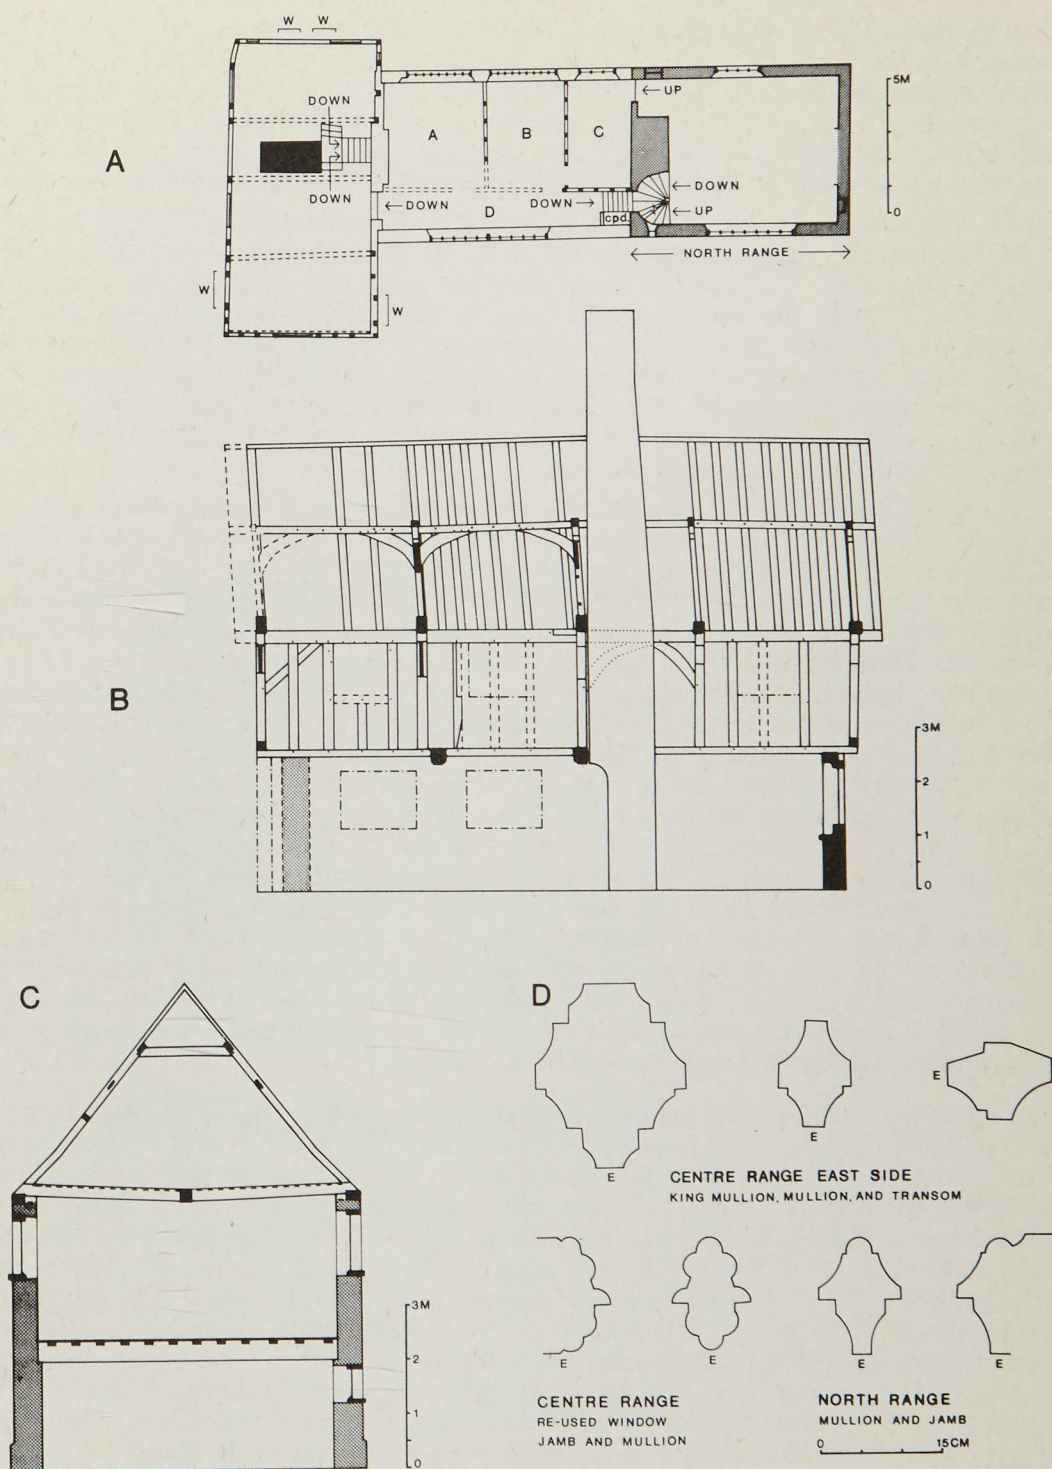 W W
5M
DOWN
← UP
A
A
B
C
← DOWN
DOWN
← DOWN
D
DOWN →
cpd.
← UP
0
← NORTH RANGE →
W
W
B
3M
2
1
0
C
D
E
E
E
CENTRE RANGE EAST SIDE
KING MULLION, MULLION, AND TRANSOM
3M
2
1
0
E
E
E
E
CENTRE RANGE
RE-USED WINDOW
JAMB AND MULLION
NORTH RANGE
MULLION AND JAMB
0 15CM